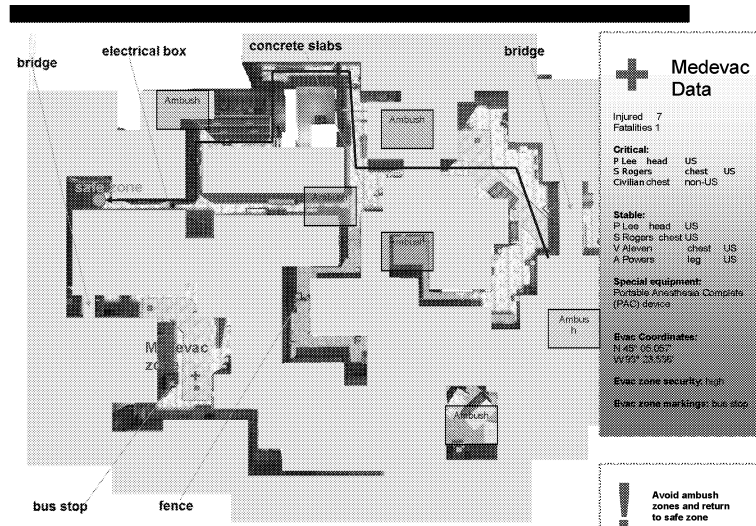 concrete slabs
electrical box
bridge
bridge
Ambush
Ambush
safe zone
Ambush
Ambush
Ambus
h
Medevac
zone
Ambush
bus stop
fence
Medevac
Data
Injured 7
Fatalities 1
Critical:
P Lee head US
S Rogers chest US
Civilian chest non-US
Stable:
P Lee head US
S Rogers chest US
V Aleven chest US
A Powers leg US
Special equipment:
Portable Anesthesia Complete
(PAC) device
Evac Coordinates:
Evac zone security: high
Evac zone markings: bus stop
!
Avoid ambush
zones and return
to safe zone